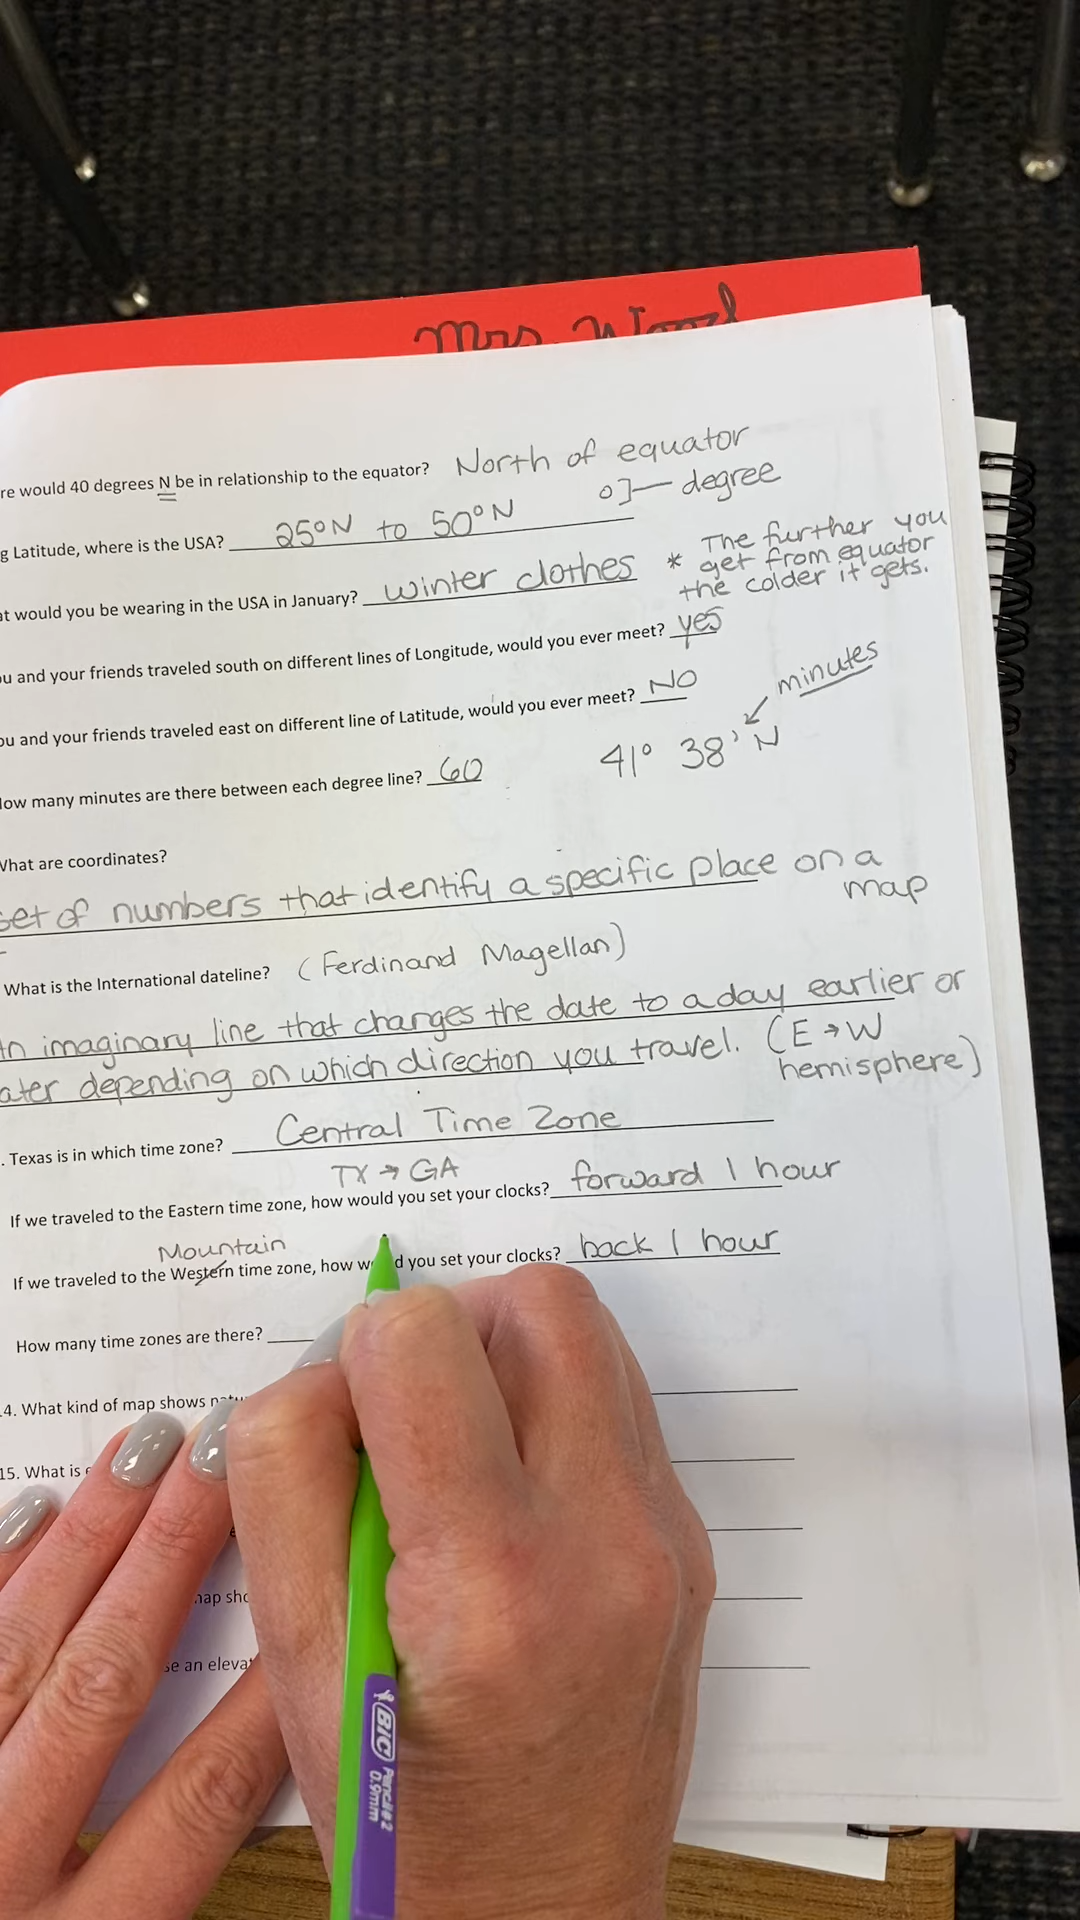 Mrs. Wood
re would 40 degrees N be in relationship to the equator? North of equator
o]— degree
g Latitude, where is the USA? 25°N to 50°N
* The further you
get from equator
the colder it gets.
at would you be wearing in the USA in January? winter clothes
ou and your friends traveled south on different lines of Longitude, would you ever meet? yes
ou and your friends traveled east on different line of Latitude, would you ever meet? NO
minutes
41° 38' N
How many minutes are there between each degree line? 60
What are coordinates?
set of numbers that identify a specific place on a
map
What is the International dateline? (Ferdinand Magellan)
An imaginary line that changes the date to a day earlier or
ater depending on which direction you travel. (E → W
hemisphere)
. Texas is in which time zone? Central Time Zone
TX → GA
If we traveled to the Eastern time zone, how would you set your clocks? forward 1 hour
Mountain
If we traveled to the Western time zone, how w d you set your clocks? back 1 hour
How many time zones are there?
4. What kind of map shows
15. What is
map sho
se an eleva
BIC
Pencil #2
0.9mm